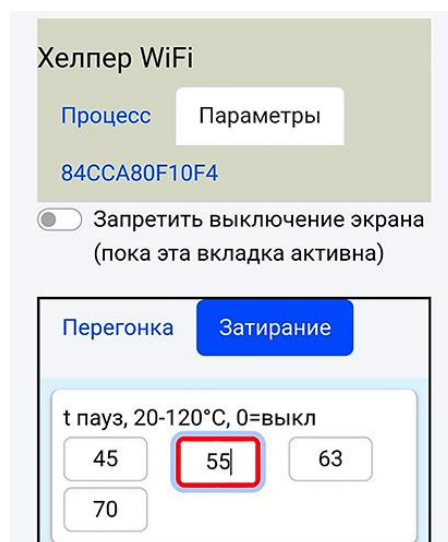 Хелпер WiFi
Процесс Параметры
84CCA80F10F4
Запретить выключение экрана
(пока эта вкладка активна)
Перегонка Затирание
t пауз, 20-120°C, 0=выкл
45 55 63
70